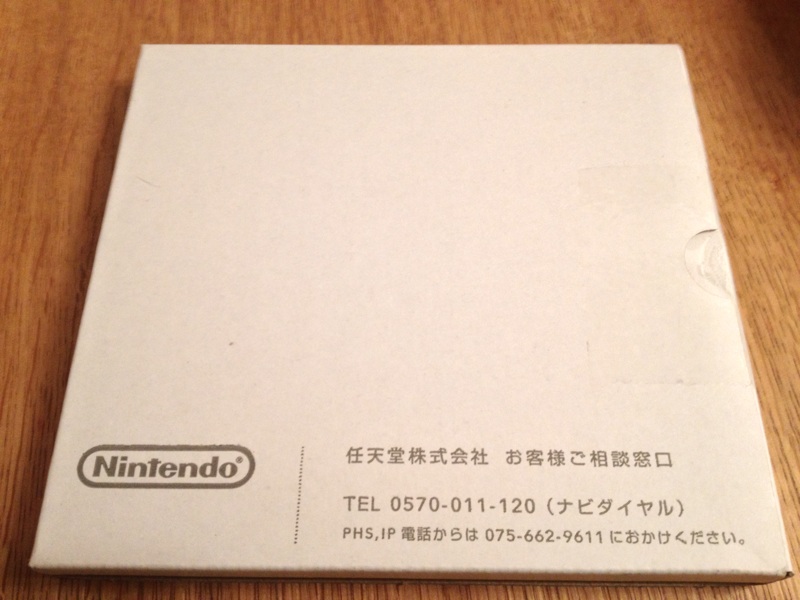 Nintendo®
任天堂株式会社 お客様ご相談窓口
TEL 0570-011-120（ナビダイヤル）
PHS,IP 電話からは 075-662-9611 におかけください。